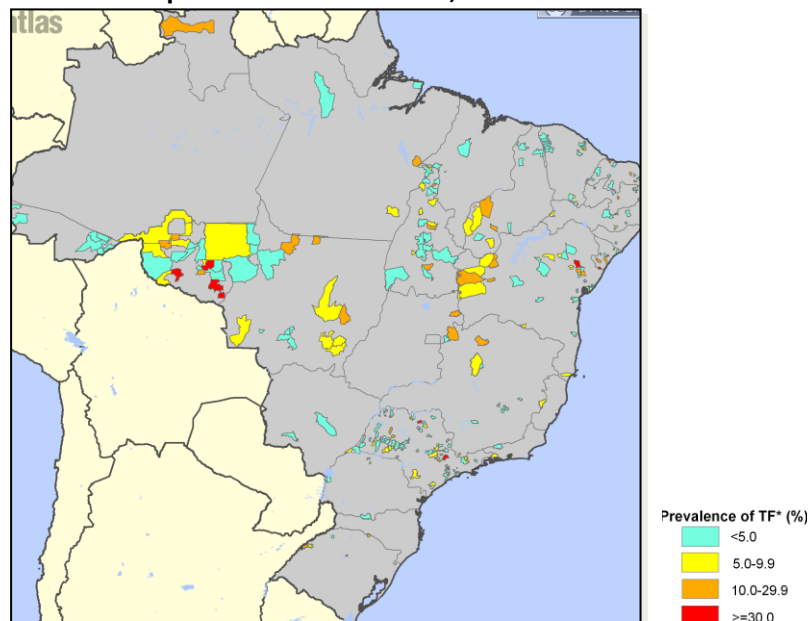 atlas
Prevalence of TF* (%)
<5.0
5.0-9.9
10.0-29.9
>=30.0